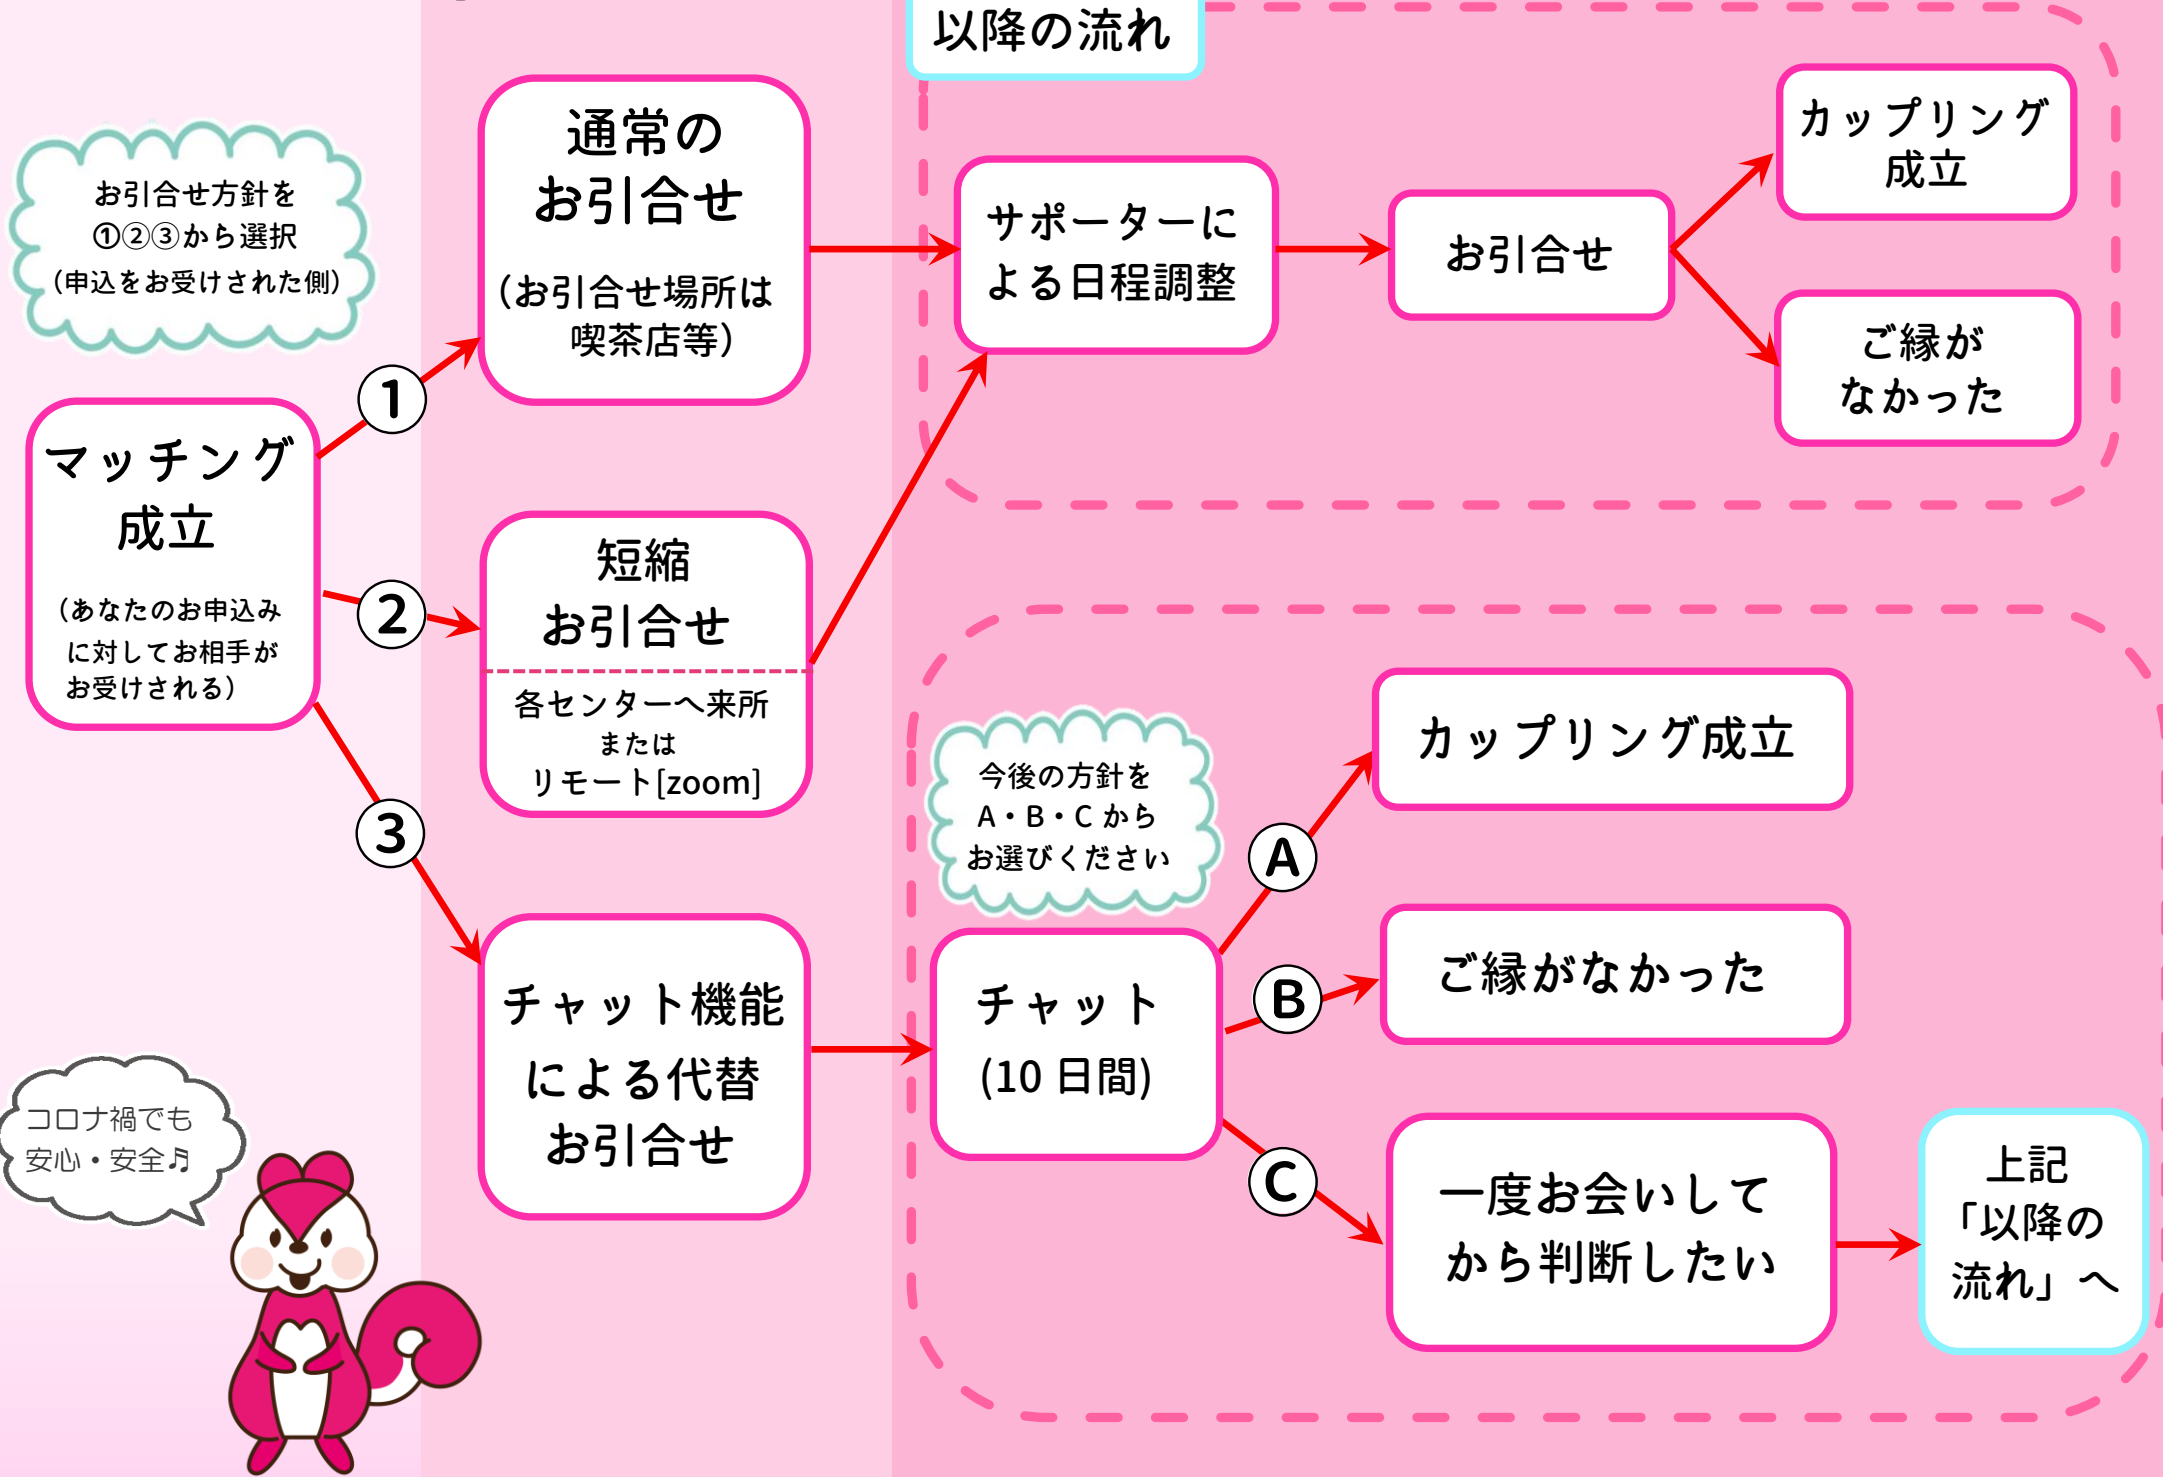 以降の流れ
お引合せ方針を
①②③から選択
（申込をお受けされた側）
マッチング
成立
（あなたのお申込み
に対してお相手が
お受けされる）
1
2
3
通常の
お引合せ
（お引合せ場所は
喫茶店等）
短縮
お引合せ
各センターへ来所
または
リモート[zoom]
チャット機能
による代替
お引合せ
サポーターに
よる日程調整
お引合せ
カップリング
成立
ご縁が
なかった
今後の方針を
A・B・C から
お選びください
チャット
(10 日間)
A
B
C
カップリング成立
ご縁がなかった
一度お会いして
から判断したい
上記
「以降の
流れ」へ
コロナ禍でも
安心・安全♬